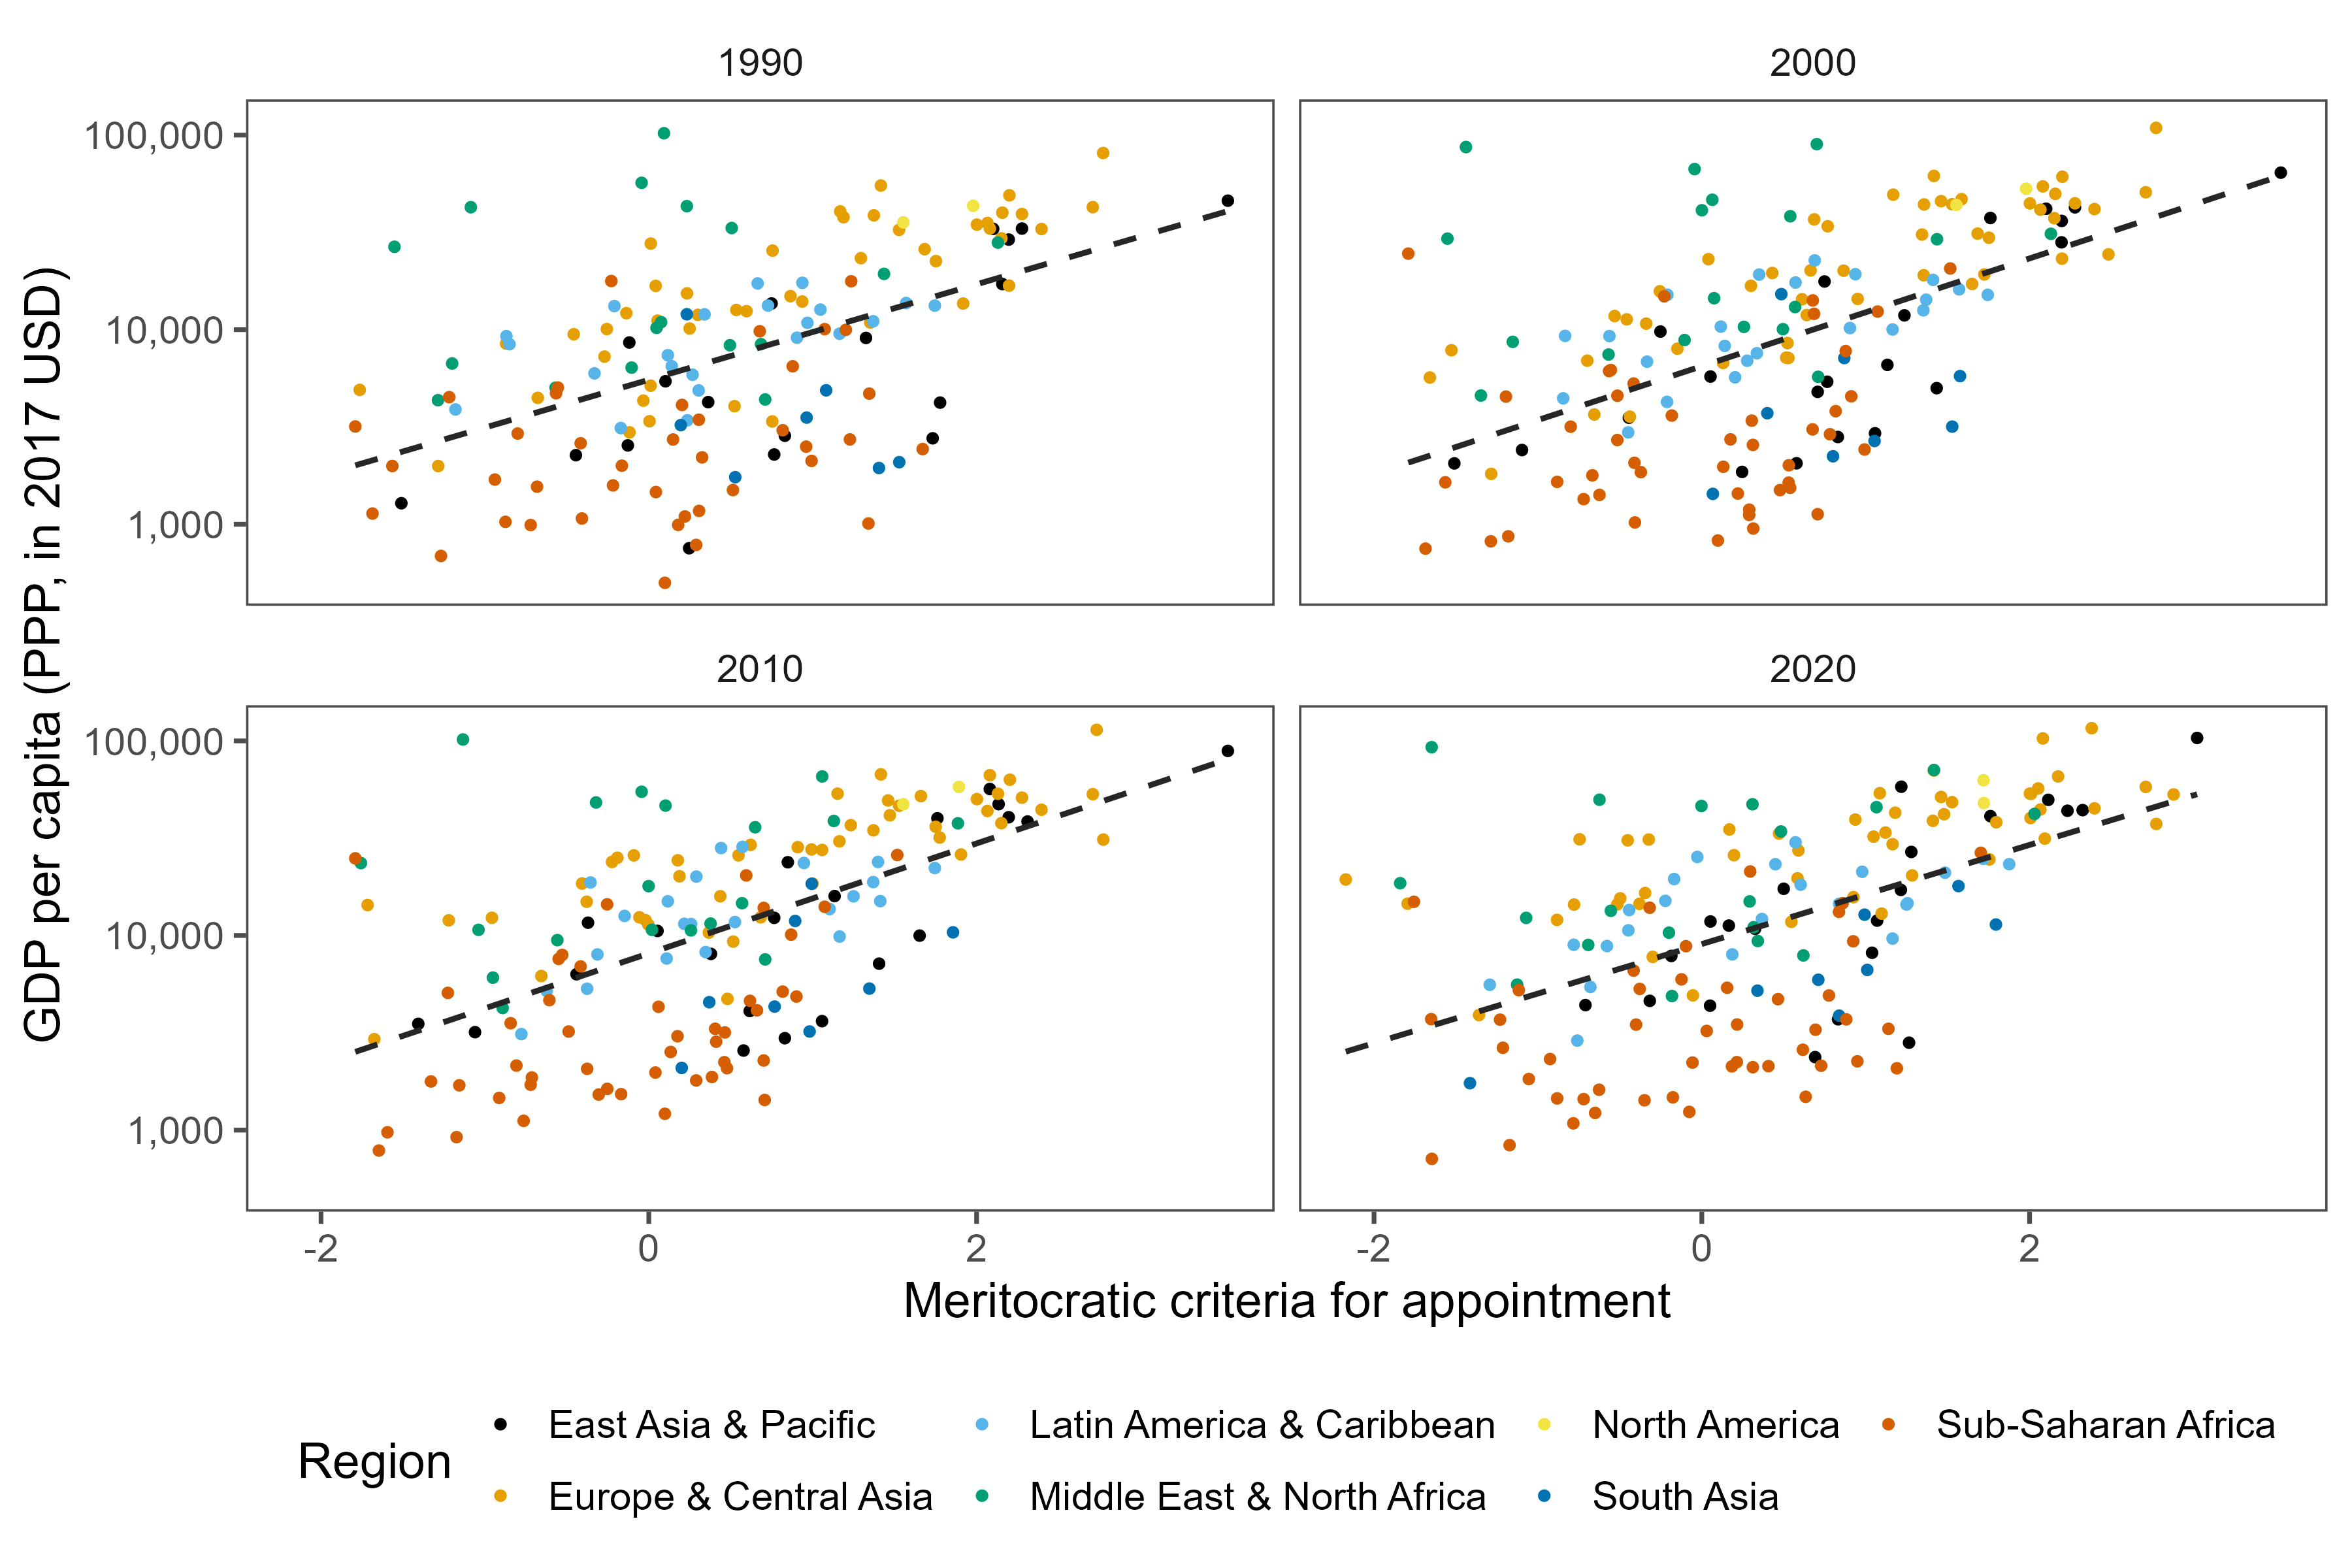 1990
2000
100,000
10,000
1,000
2010
2020
100,000
10,000
1,000
-2
0
2
-2
0
2
GDP per capita (PPP, in 2017 USD)
Meritocratic criteria for appointment
Region
East Asia & Pacific
Latin America & Caribbean
North America
Sub-Saharan Africa
Europe & Central Asia
Middle East & North Africa
South Asia